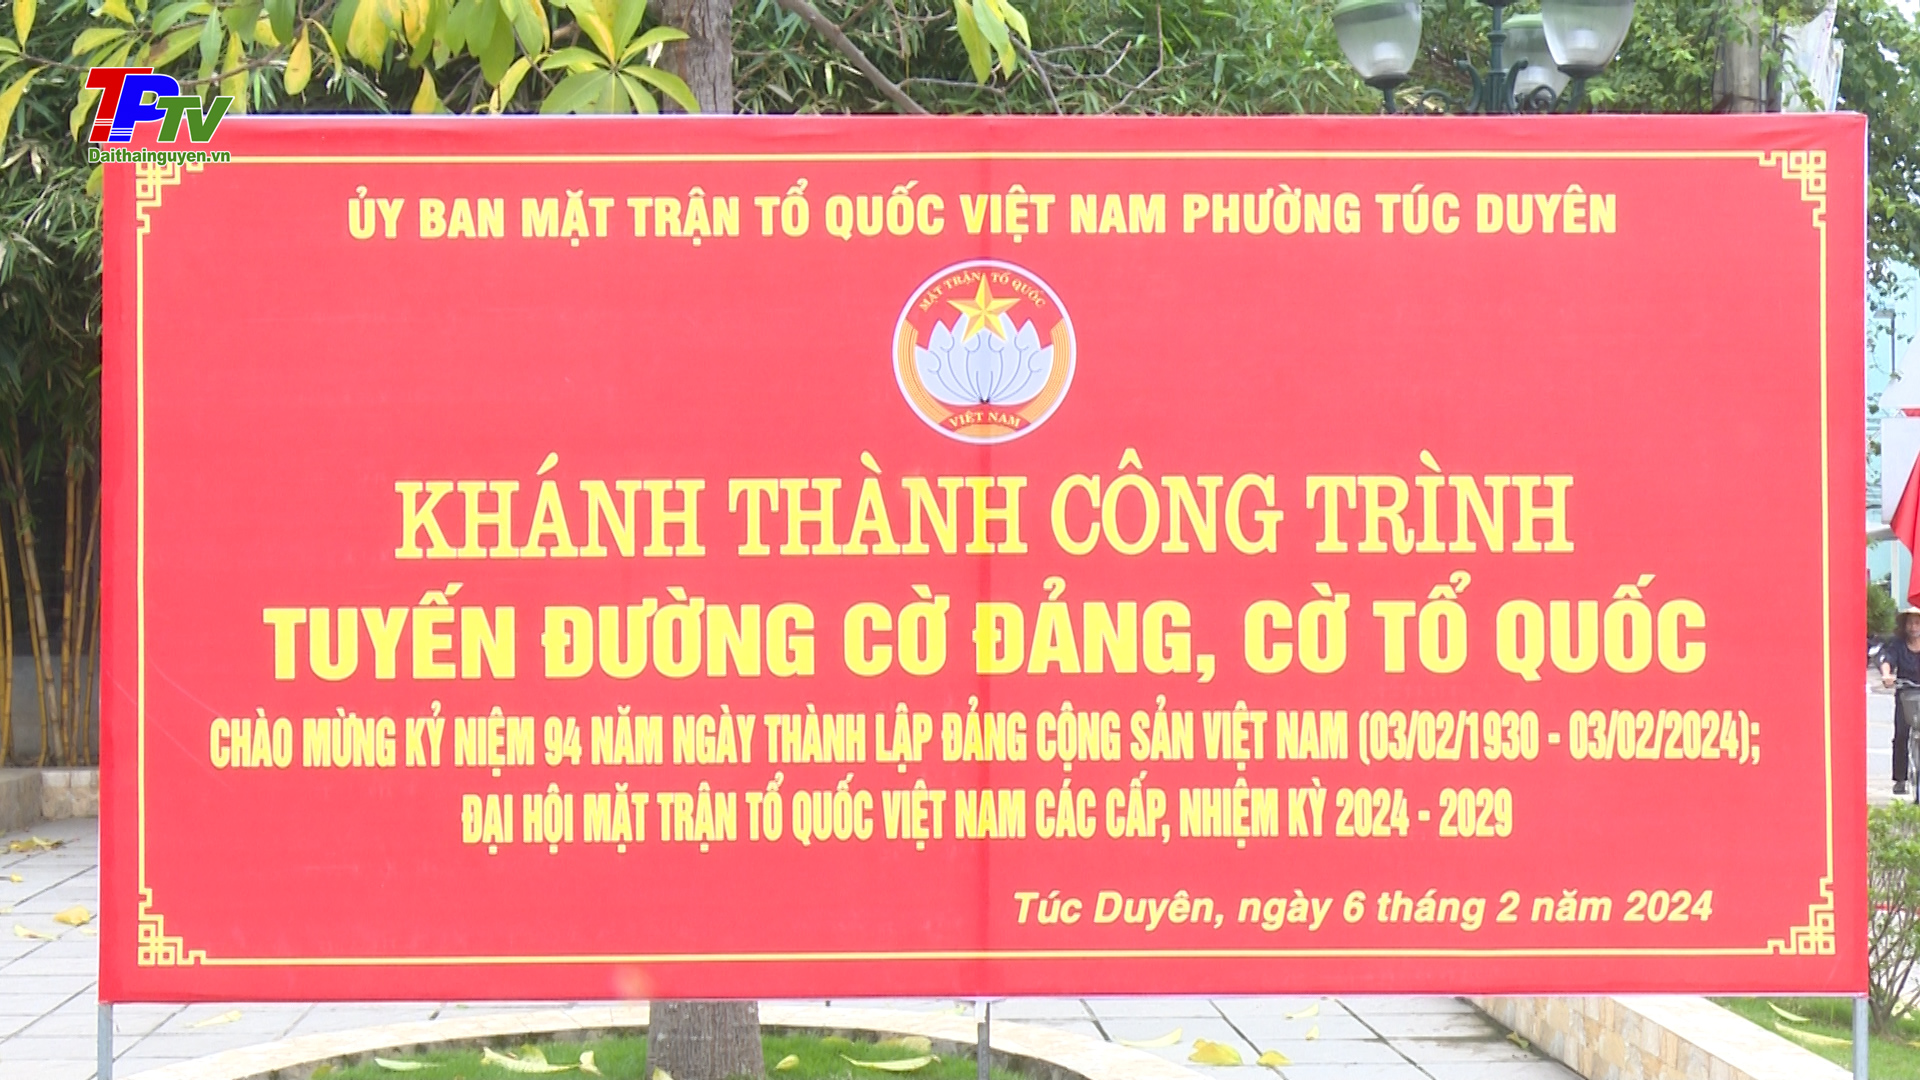 TPTV
Daithainguyen.vn
ỦY BAN MẶT TRẬN TỔ QUỐC VIỆT NAM PHƯỜNG TÚC DUYÊN
MẶT TRẬN TỔ QUỐC
VIỆT NAM
KHÁNH THÀNH CÔNG TRÌNH
TUYẾN ĐƯỜNG CỜ ĐẢNG, CỜ TỔ QUỐC
CHÀO MỪNG KỶ NIỆM 94 NĂM NGÀY THÀNH LẬP ĐẢNG CỘNG SẢN VIỆT NAM (03/02/1930 - 03/02/2024);
ĐẠI HỘI MẶT TRẬN TỔ QUỐC VIỆT NAM CÁC CẤP, NHIỆM KỲ 2024 - 2029
Túc Duyên, ngày 6 tháng 2 năm 2024